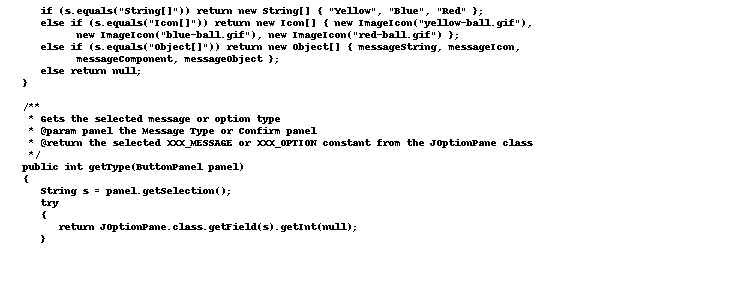 if (s.equals("String[]")) return new String[] { "Yellow", "Blue", "Red" };
else if (s.equals("Icon[]")) return new Icon[] { new ImageIcon("yellow-ball.gif"),
new ImageIcon("blue-ball.gif"), new ImageIcon("red-ball.gif") };
else if (s.equals("Object[]")) return new Object[] { messageString, messageIcon,
messageComponent, messageObject };
else return null;
}
/**
* Gets the selected message or option type
* @param panel the Message Type or Confirm panel
* @return the selected XXX_MESSAGE or XXX_OPTION constant from the JOptionPane class
*/
public int getType(ButtonPanel panel)
{
String s = panel.getSelection();
try
{
return JOptionPane.class.getField(s).getInt(null);
}